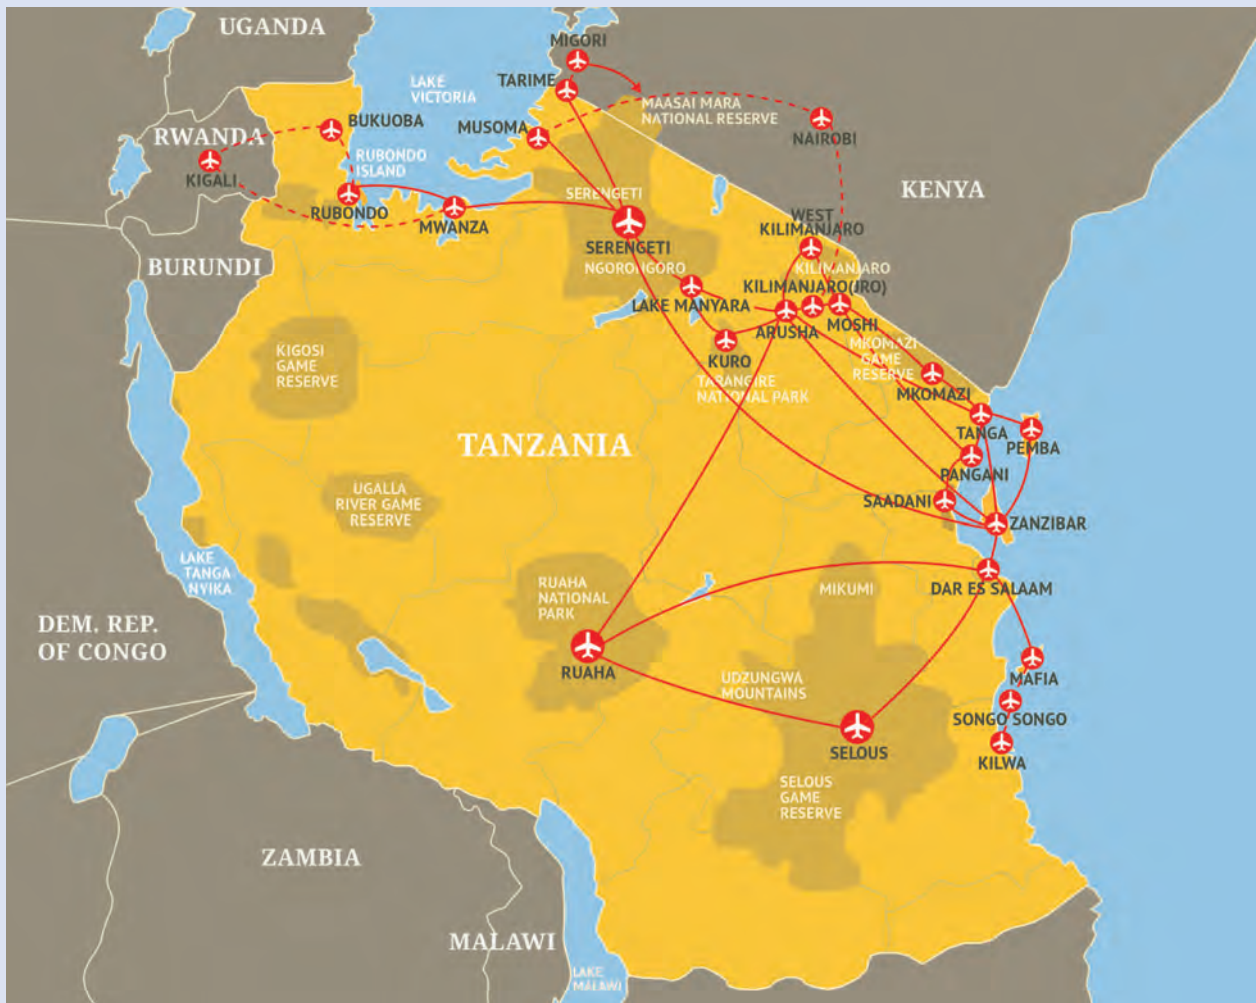 UGANDA
MIGORI
TARIME
LAKE
VICTORIA
MAASAI MARA
NATIONAL RESERVE
BUKUOBA
MUSOMA
RWANDA
NAIROBI
KIGALI
RUBONDO
ISLAND
KENYA
SERENGETI
RUBONDO
MWANZA
WEST
KILIMANJARO
SERENGETI
BURUNDI
NGORONGORO
KILIMANJARO
KILIMANJARO(JRO)
LAKE MANYARA
ARUSHA
MOSHI
KIGOSI
GAME
RESERVE
KURO
MKOMAZI
GAME
RESERVE
TARANGIRE
NATIONAL PARK
MKOMAZI
TANZANIA
TANGA
PEMBA
PANGANI
UGALLA
RIVER GAME
RESERVE
SAADANI
ZANZIBAR
LAKE
TANGA
NYIKA
RUAHA
NATIONAL
PARK
MIKUMI
DAR ES SALAAM
DEM. REP.
OF CONGO
RUAHA
UDZUNGWA
MOUNTAINS
MAFIA
SONGO SONGO
SELOUS
KILWA
SELOUS
GAME
RESERVE
ZAMBIA
MALAWI
LAKE
MALAWI